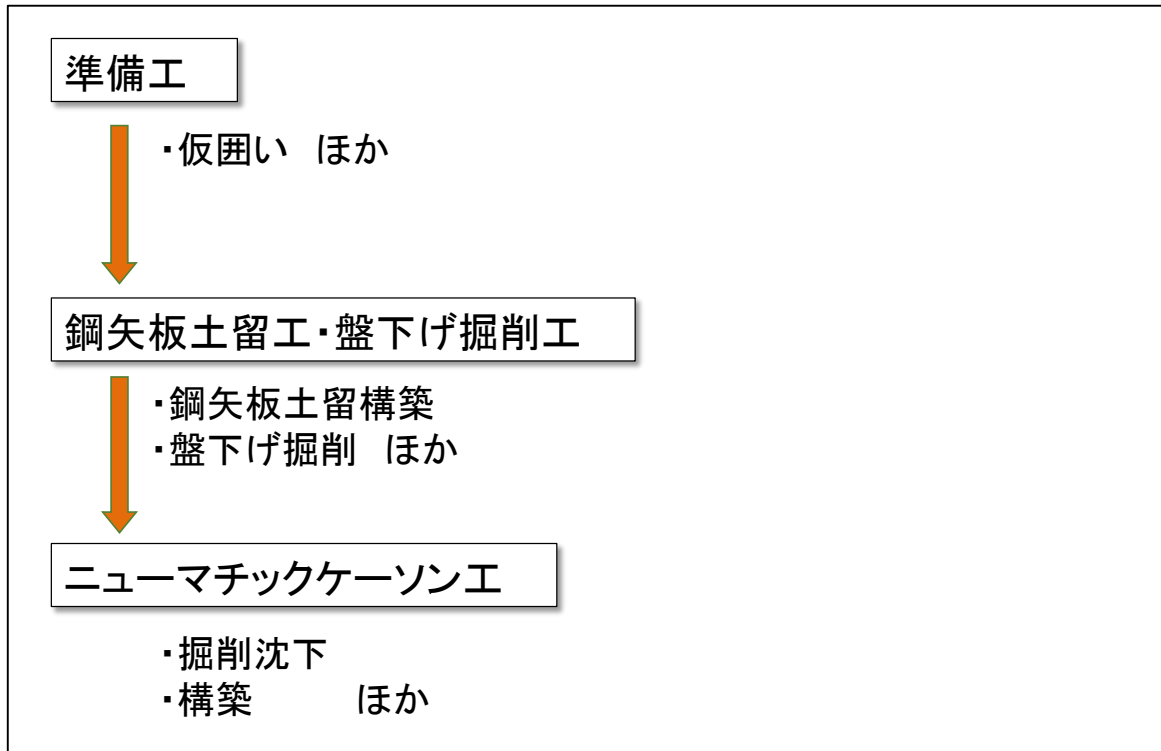 準備工
・仮囲い　ほか
鋼矢板土留工・盤下げ掘削工
・鋼矢板土留構築
・盤下げ掘削　ほか
ニューマチックケーソン工
・掘削沈下
・構築　　　ほか